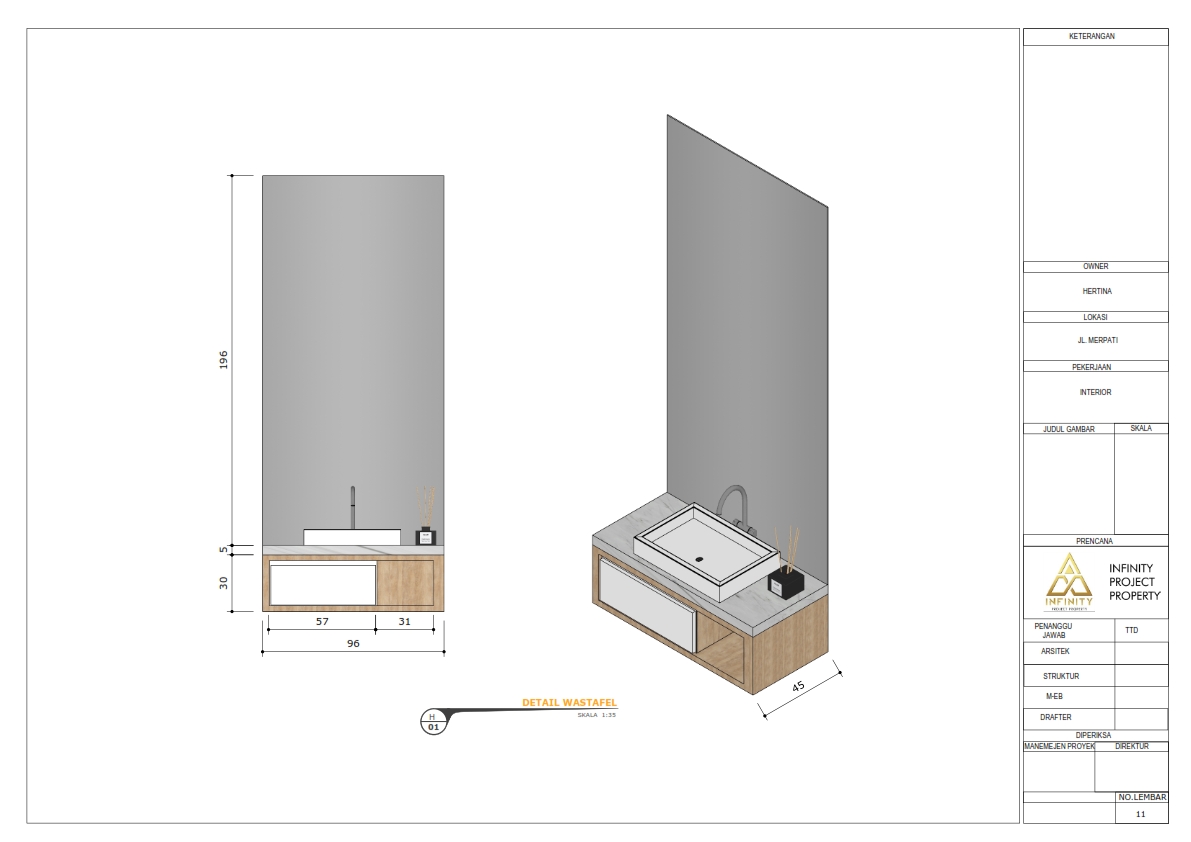 196
5
30
57
31
96
45
DETAIL WASTAFEL
SKALA 1:35
H
01
KETERANGAN
OWNER
HERTINA
LOKASI
JL. MERPATI
PEKERJAAN
INTERIOR
JUDUL GAMBAR
SKALA
PRENCANA
INFINITY
PROJECT PROPERTY
INFINITY
PROJECT
PROPERTY
PENANGGU
JAWAB
TTD
ARSITEK
STRUKTUR
M-EB
DRAFTER
DIPERIKSA
MANEMEJEN PROYEK
DIREKTUR
NO.LEMBAR
11